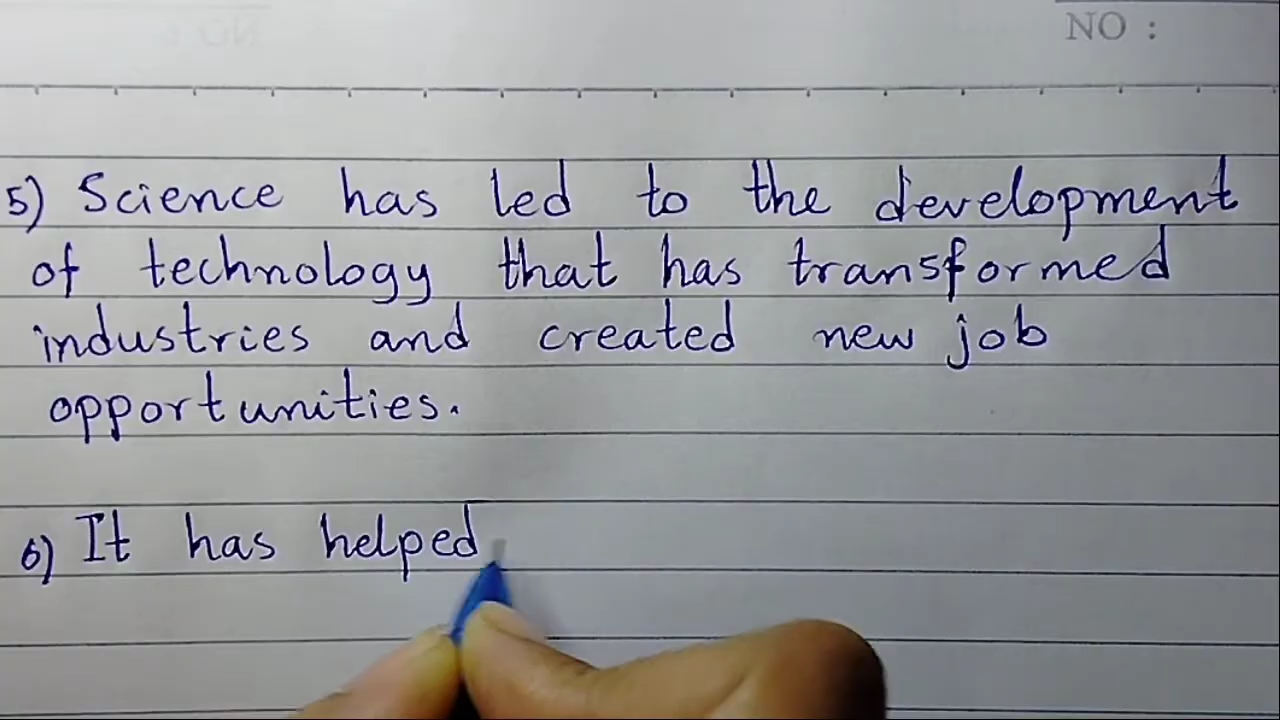 NO :
5) Science has led to the development
of technology that has transformed
industries and created new job
opportunities.
6) It has helped